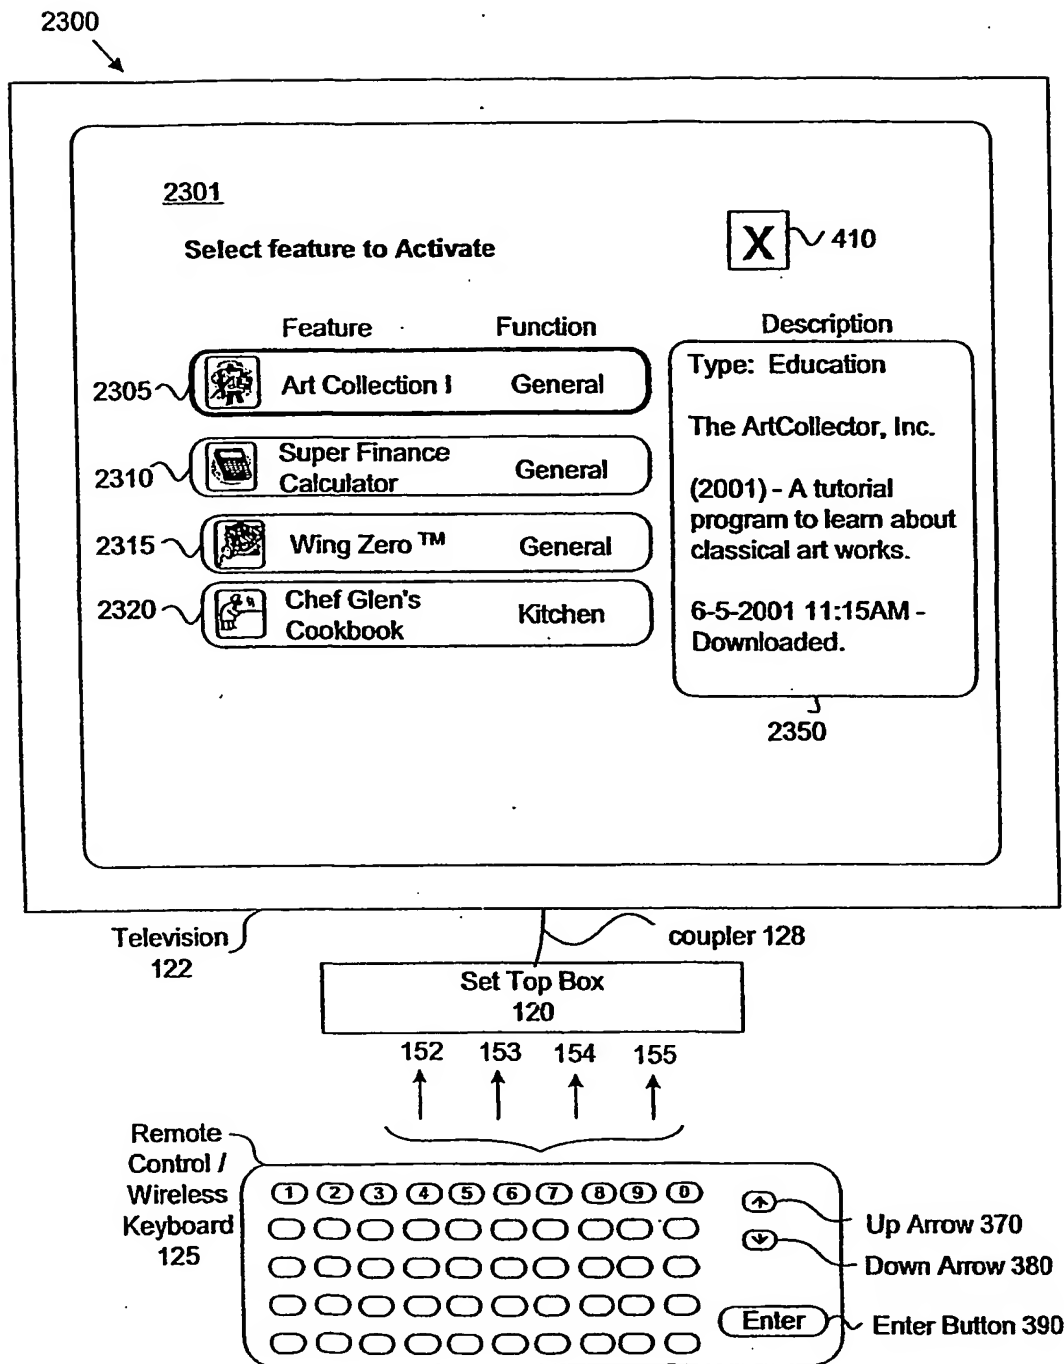 2300
2301
Select feature to Activate
X
410
Feature Function Description
2305 Art Collection I General
2310 Super Finance Calculator General
2315 Wing Zero™ General
2320 Chef Glen's Cookbook Kitchen
Type: Education
The ArtCollector, Inc.
(2001) - A tutorial
program to learn about
classical art works.
6-5-2001 11:15AM -
Downloaded.
2350
Television
122
coupler 128
Set Top Box
120
152 153 154 155
Remote
Control /
Wireless
Keyboard
125
1 2 3 4 5 6 7 8 9 0
Up Arrow 370
Down Arrow 380
Enter
Enter Button 390